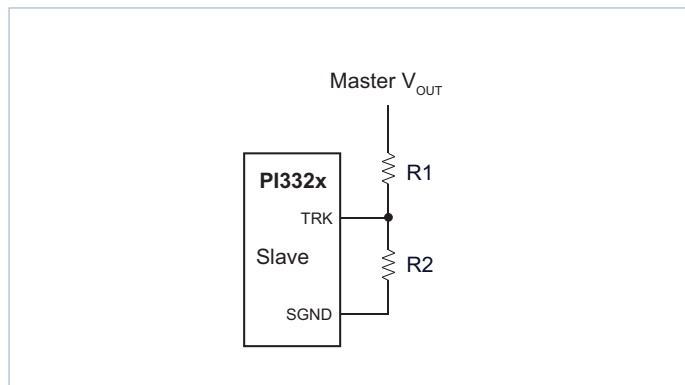 Master VOUT
R1
PI332x
TRK
Slave
R2
SGND